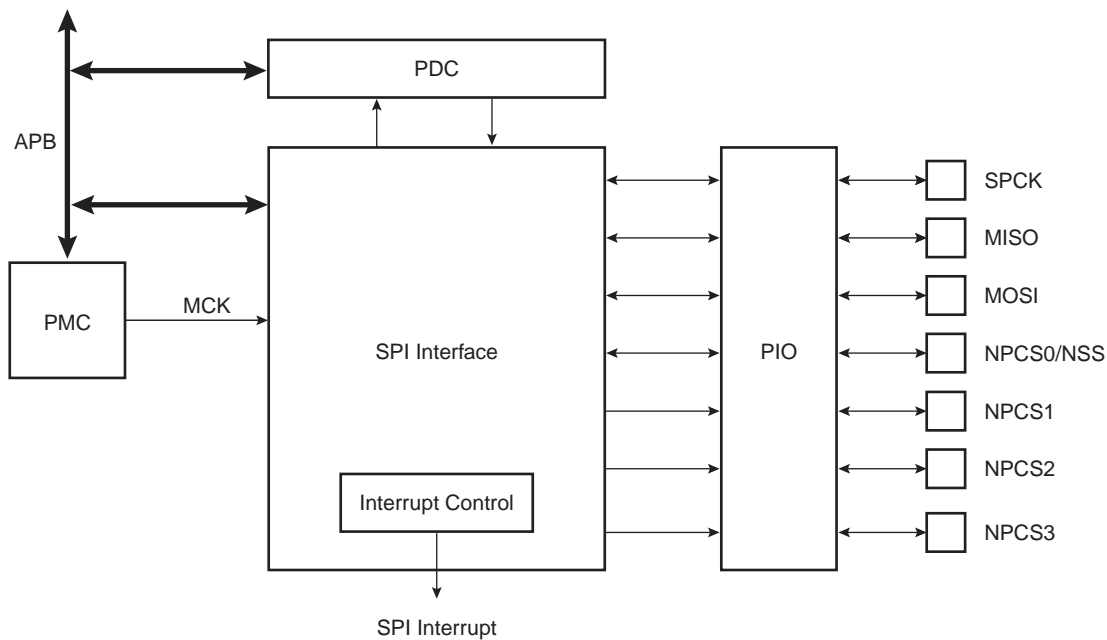 PDC
APB
SPCK
MISO
MOSI
MCK
PMC
SPI Interface
PIO
NPCS0/NSS
NPCS1
NPCS2
Interrupt Control
NPCS3
SPI Interrupt